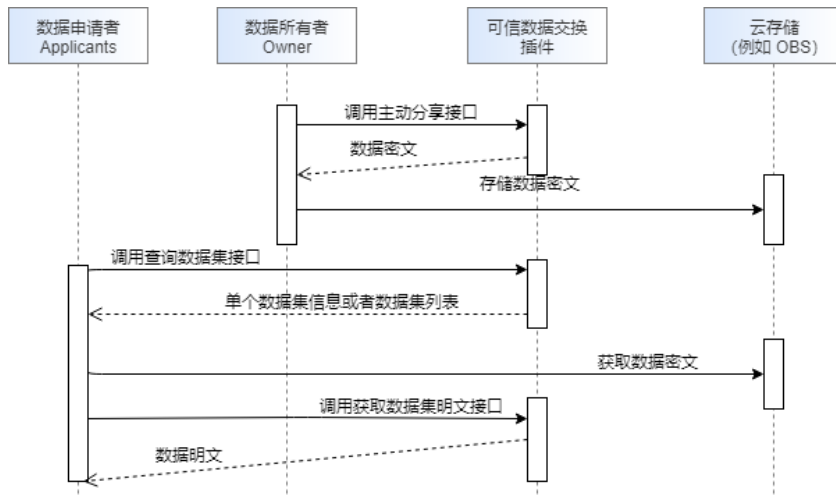 数据申请者
Applicants
数据所有者
Owner
可信数据交换
插件
云存储
(例如 OBS)
调用主动分享接口
数据密文
存储数据密文
调用查询数据集接口
单个数据集信息或者数据集列表
获取数据密文
调用获取数据集明文接口
数据明文